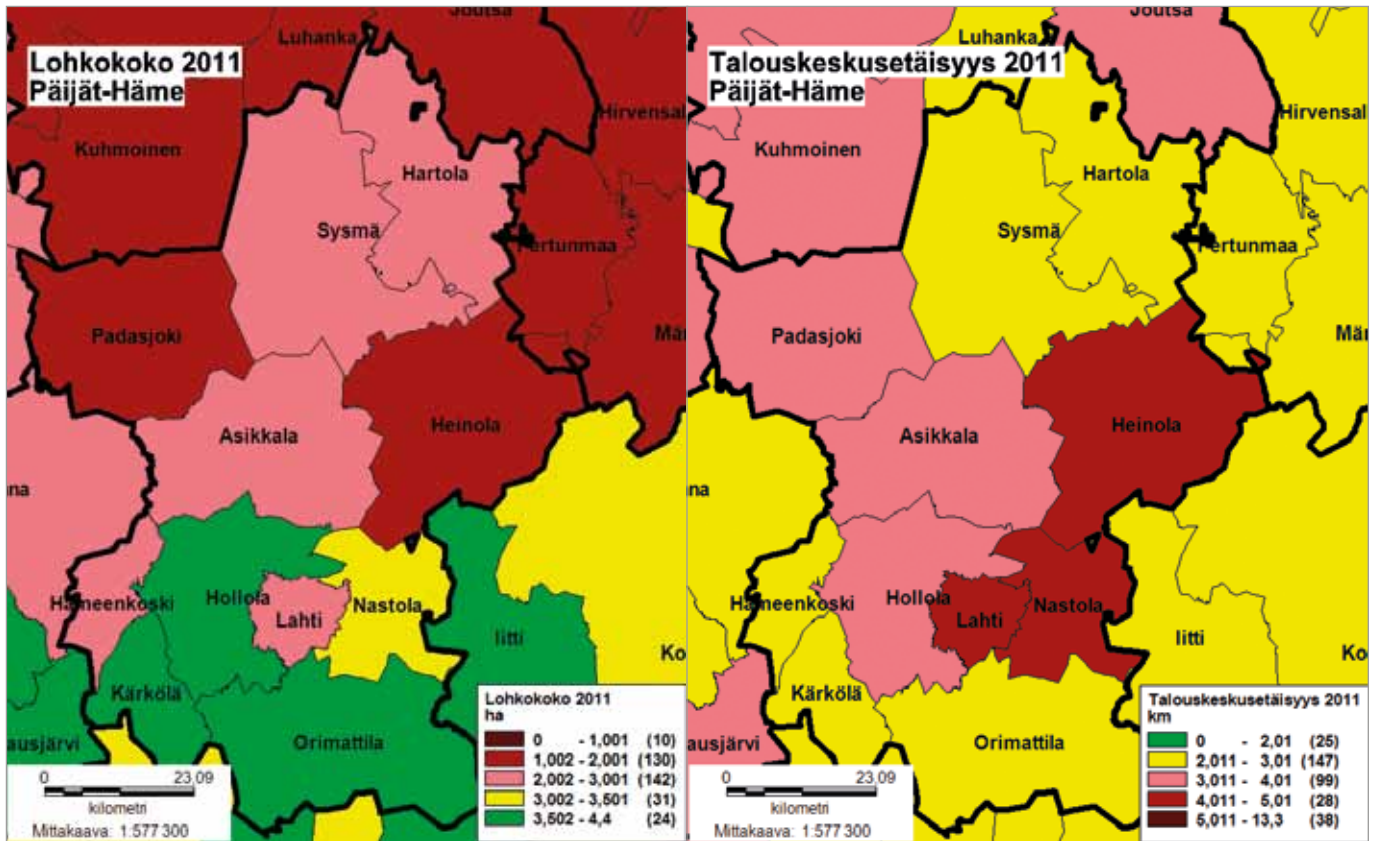 Luhanka
Joutsa
Lohkokoko 2011
Päijät-Häme
Hirvensal
Kuhmoinen
Hartola
Sysmä
Pertunmaa
Padasjoki
Mär
Asikkala
Heinola
na
Hämeenkoski
Hollola
Nastola
Lahti
Iitti
Ko
Kärkölä
ausjärvi
Orimattila
Lohkokoko 2011
ha
0 - 1,001 (10)
1,002 - 2,001 (130)
2,002 - 3,001 (142)
3,002 - 3,501 (31)
3,502 - 4,4 (24)
0 23,09
kilometri
Mittakaava: 1:577 300
Joutsa
Luhanka
Talouskeskusetäisyys 2011
Päijät-Häme
Hirvensal
Kuhmoinen
Hartola
Sysmä
Pertunmaa
Padasjoki
Mär
Asikkala
Heinola
na
Hämeenkoski
Hollola
Nastola
Lahti
Iitti
Ko
Kärkölä
ausjärvi
Orimattila
Talouskeskusetäisyys 2011
km
0 - 2,01 (25)
2,011 - 3,01 (147)
3,011 - 4,01 (99)
4,011 - 5,01 (28)
5,011 - 13,3 (38)
0 23,09
kilometri
Mittakaava: 1:577 300